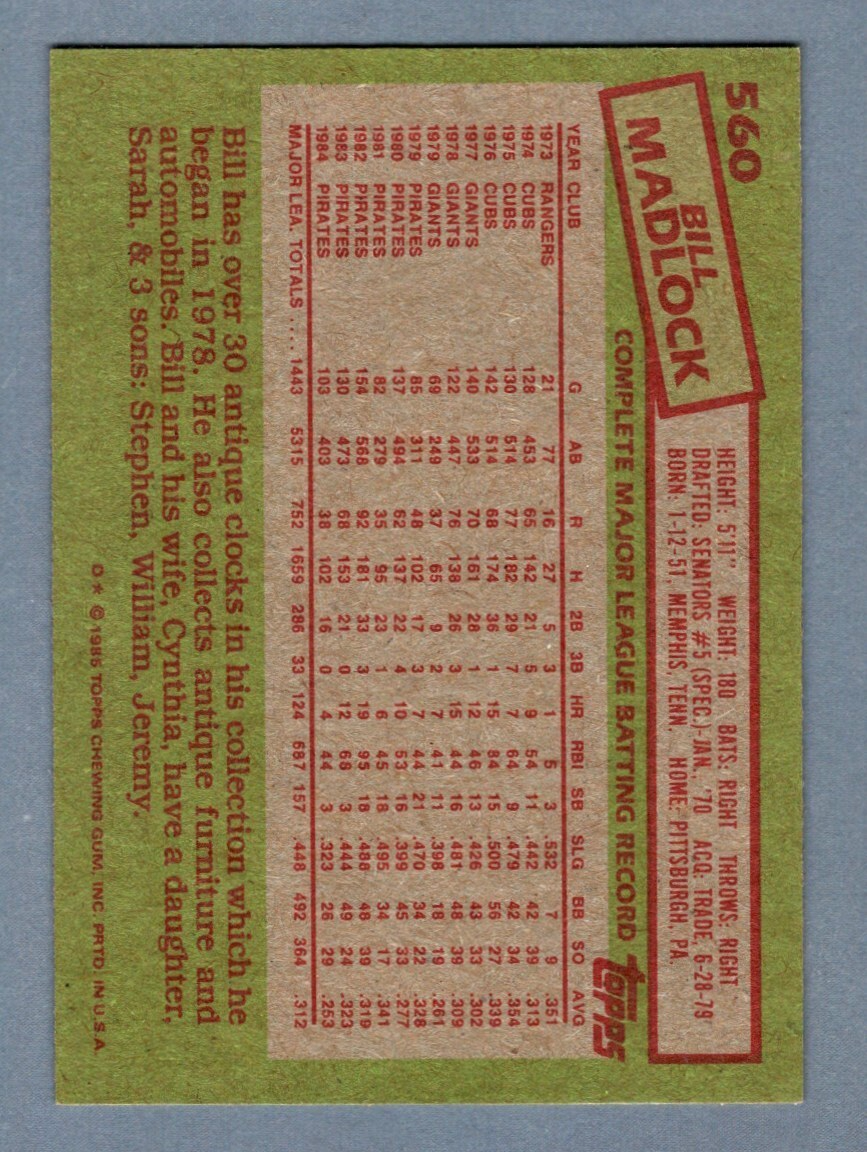 560
BILL
MADLOCK
HEIGHT: 5'11" WEIGHT: 180 BATS: RIGHT THROWS: RIGHT
DRAFTED: SENATORS #5 (SPEC.)-JAN., '70 ACQ: TRADE, 6-28-79
BORN: 1-12-51, MEMPHIS, TENN. HOME: PITTSBURGH, PA
COMPLETE MAJOR LEAGUE BATTING RECORD topps
YEAR CLUB G AB R H 2B 3B HR RBI SB SLG BB SO AVG
1973 RANGERS 21 77 16 27 5 3 1 5 3 .532 7 9 .351
1974 CUBS 128 453 65 142 21 5 9 54 11 .442 42 39 .313
1975 CUBS 130 514 77 182 29 7 7 64 9 .479 42 34 .354
1976 CUBS 142 514 68 174 36 1 15 84 15 .500 56 27 .339
1977 GIANTS 140 533 70 161 28 1 12 46 13 .426 43 33 .302
1978 GIANTS 122 447 76 138 26 3 15 44 16 .481 48 39 .309
1979 GIANTS 69 249 37 65 9 2 7 41 11 .398 18 19 .261
1979 PIRATES 85 311 48 102 17 3 7 44 21 .470 34 22 .328
1980 PIRATES 137 494 62 137 22 4 10 53 16 .399 45 33 .277
1981 PIRATES 82 279 35 95 23 1 6 45 18 .495 34 17 .341
1982 PIRATES 154 568 92 181 33 3 19 95 18 .488 48 39 .319
1983 PIRATES 130 473 68 153 21 0 12 68 3 .444 49 24 .323
1984 PIRATES 103 403 38 102 16 0 4 44 3 .323 26 29 .253
MAJOR LEA. TOTALS .... 1443 5315 752 1659 286 33 124 687 157 .448 492 364 .312
Bill has over 30 antique clocks in his collection which he
began in 1978. He also collects antique furniture and
automobiles. Bill and his wife, Cynthia, have a daughter,
Sarah, & 3 sons: Stephen, William, Jeremy.
D★ © 1985 TOPPS CHEWING GUM, INC. PRTD. IN U.S.A.